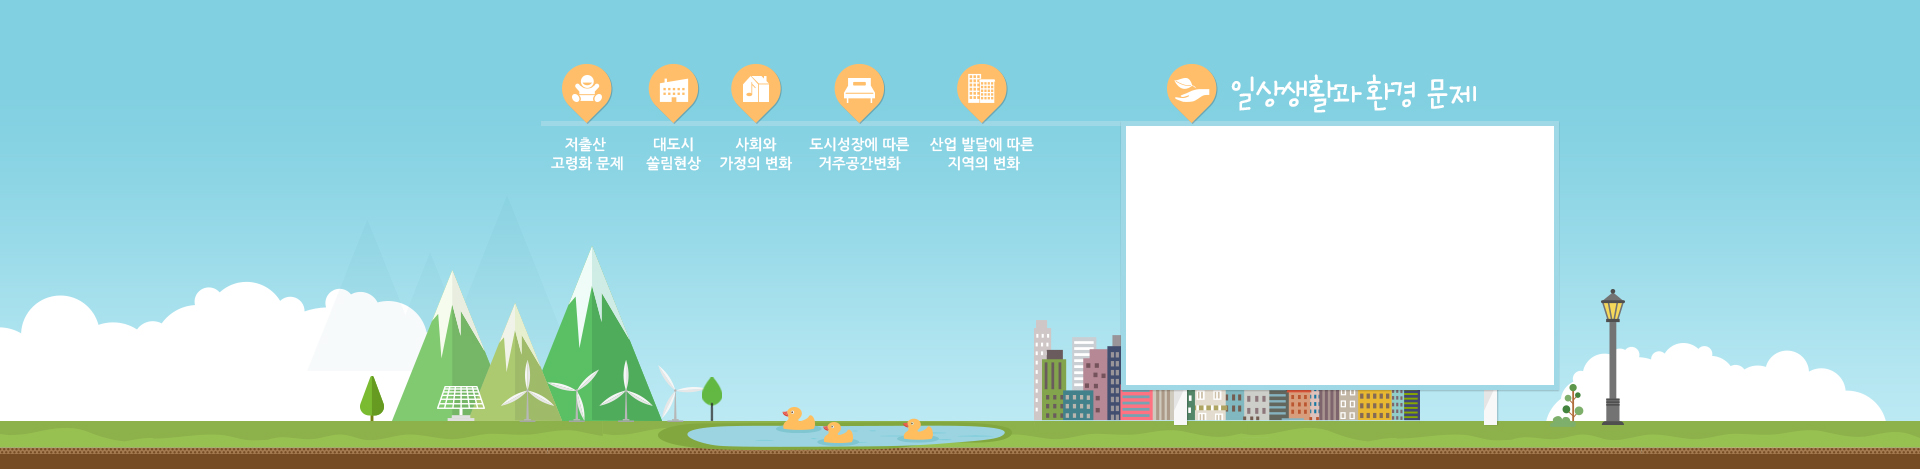 일상생활과 환경 문제
저출산
고령화 문제
대도시
쏠림현상
사회와
가정의 변화
도시성장에 따른
거주공간변화
산업 발달에 따른
지역의 변화